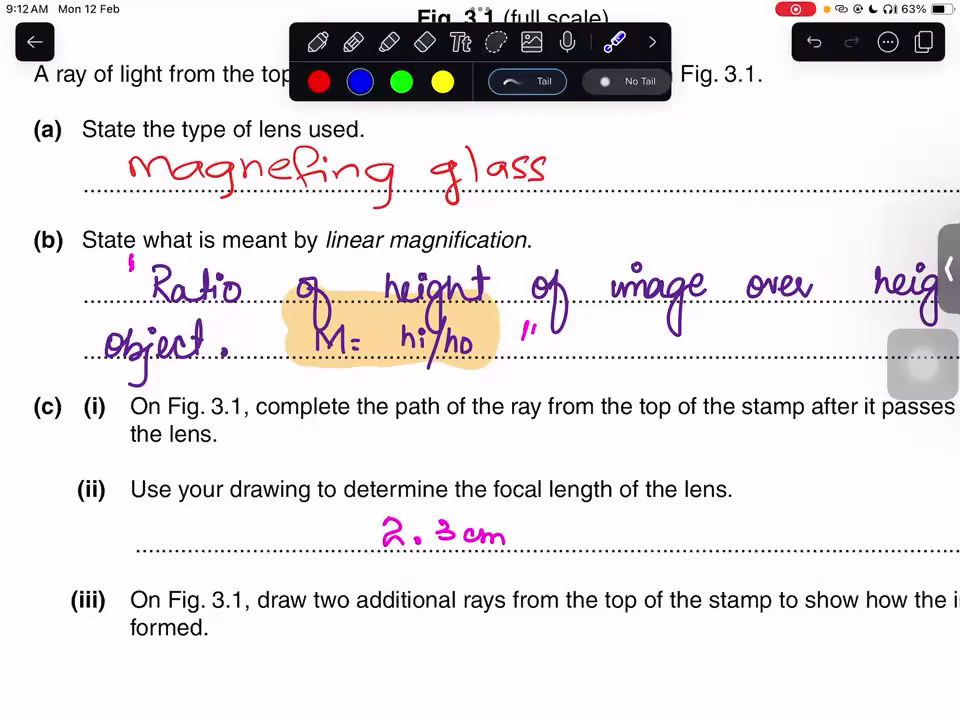 9:12 AM Mon 12 Feb
63%
Fig. 3.1 (full scale)
Tt
Tail
No Tail
A ray of light from the top
Fig. 3.1.
(a) State the type of lens used.
magnefing glass
(b) State what is meant by linear magnification.
" Ratio of height of image over heig
object. M = hi/ho "
(c) (i) On Fig. 3.1, complete the path of the ray from the top of the stamp after it passes
the lens.
(ii) Use your drawing to determine the focal length of the lens.
2.3 cm
(iii) On Fig. 3.1, draw two additional rays from the top of the stamp to show how the i
formed.